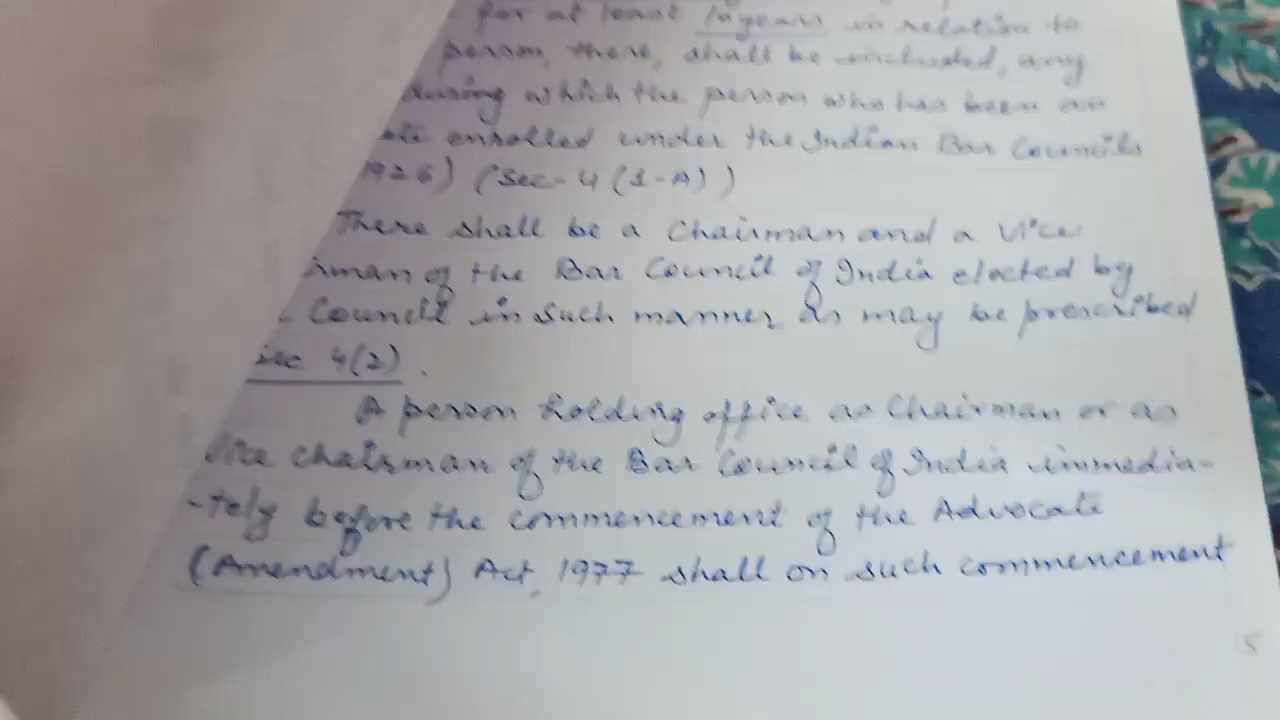 for at least 10 years in relation to
person, there, shall be included, any
during which the person who has been an
enrolled under the Indian Bar Councils
1926) (Sec-4 (1-A))
There shall be a Chairman and a Vice
rman of the Bar Council of India elected by
Council in such manner as may be prescribed
Sec 4(2).
A person holding office as Chairman or as
Vice chairman of the Bar Council of India immedia-
-tely before the commencement of the Advocate
(Amendment) Act, 1977 shall on such commencement
5